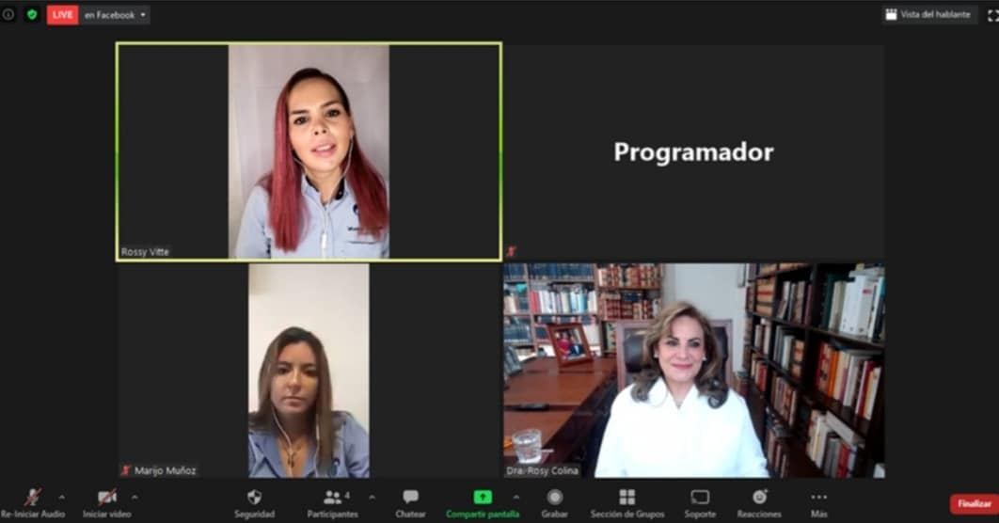 LIVE
en Facebook
Vista del hablante
Programador
Rossy Vitte
Marijo Muñoz
Dra. Rosy Colina
Re-Iniciar Audio
Iniciar video
Seguridad
4
Participantes
Chatear
Compartir pantalla
Grabar
Sección de Grupos
Soporte
Reacciones
Más
Finalizar